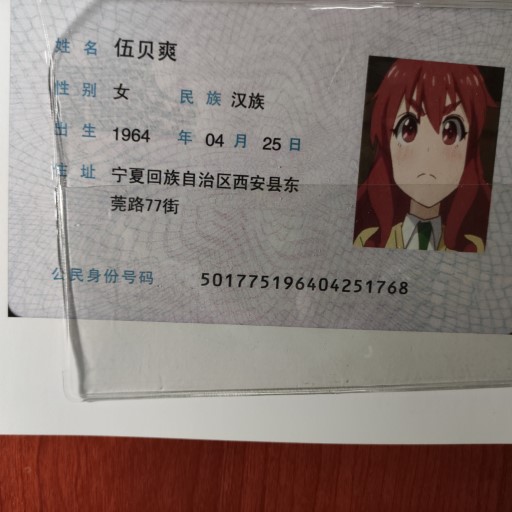 姓名 伍贝爽
性别 女 民族 汉族
出生 1964 年 04 月 25 日
住址 宁夏回族自治区西安县东
莞路77街
公民身份号码 501775196404251768